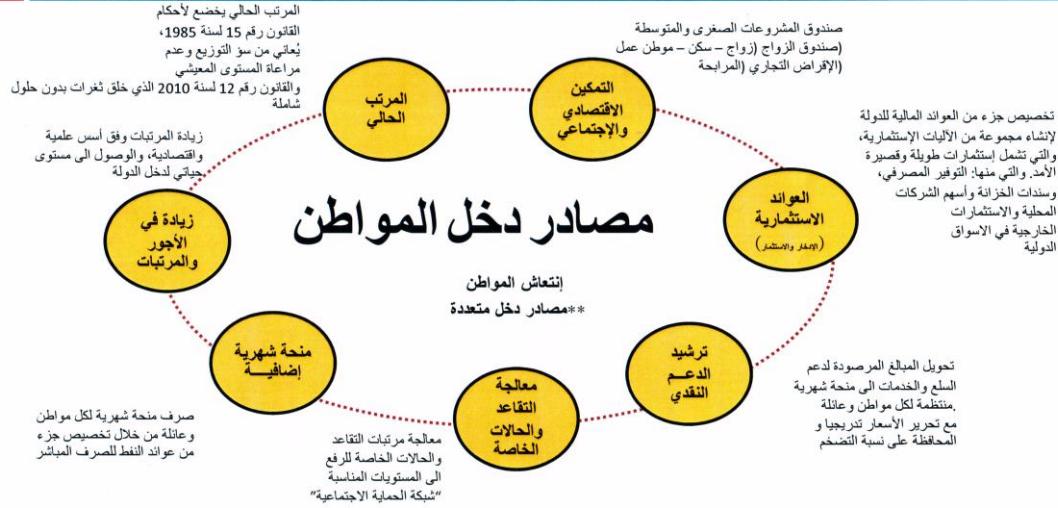 المرتب الحالي يخضع لأحكام
القانون رقم 15 لسنة 1985،
يُعاني من سؤ التوزيع وعدم
مراعاة المستوى المعيشي
والقانون رقم 12 لسنة 2010 الذي خلق ثغرات بدون حلول
شاملة
المرتب
الحالي
صندوق المشروعات الصغرى والمتوسطة
(صندوق الزواج (زواج – سكن – موطن عمل
(الإقراض التجاري (المرابحة
التمكين
الاقتصادي
والإجتماعي
تخصيص جزء من العوائد المالية للدولة
لإنشاء مجموعة من الآليات الإستثمارية،
والتي تشمل إستثمارات طويلة وقصيرة
الأمد. والتي منها: التوفير المصرفي،
وسندات الخزانة وأسهم الشركات
المحلية والاستثمارات
الخارجية في الاسواق
الدولية
العوائد
الاستثمارية
(الإدخار والاستثمار)
زيادة المرتبات وفق أسس علمية
واقتصادية، والوصول الى مستوى
حياتي لدخل الدولة.
زيادة في
الأجور
والمرتبات
مصادر دخل المواطن
إنتعاش المواطن
**مصادر دخل متعددة
ترشيد
الدعــم
النقدي
تحويل المبالغ المرصودة لدعم
السلع والخدمات الى منحة شهرية
.منتظمة لكل مواطن وعائلة
مع تحرير الأسعار تدريجيا و
المحافظة على نسبة التضخم
معالجة
التقاعد
والحالات
الخاصة
معالجة مرتبات التقاعد
والحالات الخاصة للرفع
الى المستويات المناسبة
"شبكة الحماية الاجتماعية"
منحة شهرية
إضافيـــة
صرف منحة شهرية لكل مواطن
وعائلة من خلال تخصيص جزء
من عوائد النفط للصرف المباشر